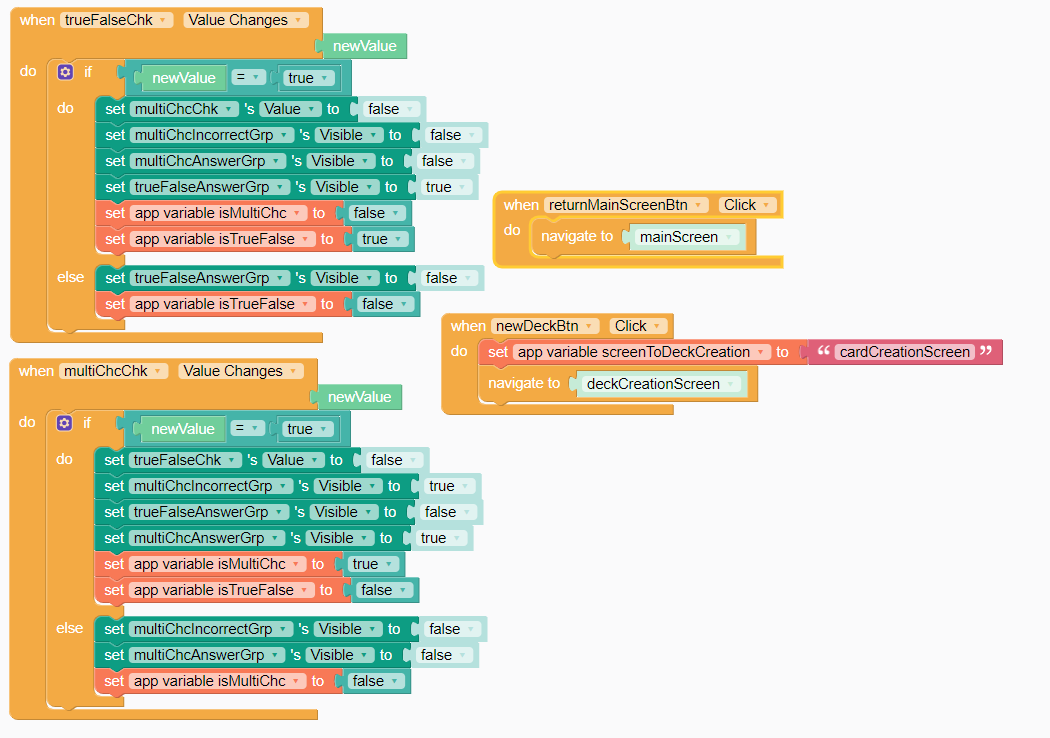 when trueFalseChk Value Changes
newValue
do if newValue = true
do set multiChcChk 's Value to false
set multiChcIncorrectGrp 's Visible to false
set multiChcAnswerGrp 's Visible to false
set trueFalseAnswerGrp 's Visible to true
set app variable isMultiChc to false
set app variable isTrueFalse to true
else set trueFalseAnswerGrp 's Visible to false
set app variable isTrueFalse to false
when multiChcChk Value Changes
newValue
do if newValue = true
do set trueFalseChk 's Value to false
set multiChcIncorrectGrp 's Visible to true
set trueFalseAnswerGrp 's Visible to false
set multiChcAnswerGrp 's Visible to true
set app variable isMultiChc to true
set app variable isTrueFalse to false
else set multiChcIncorrectGrp 's Visible to false
set multiChcAnswerGrp 's Visible to false
set app variable isMultiChc to false
when returnMainScreenBtn Click
do navigate to mainScreen
when newDeckBtn Click
do set app variable screenToDeckCreation to “ cardCreationScreen ”
navigate to deckCreationScreen